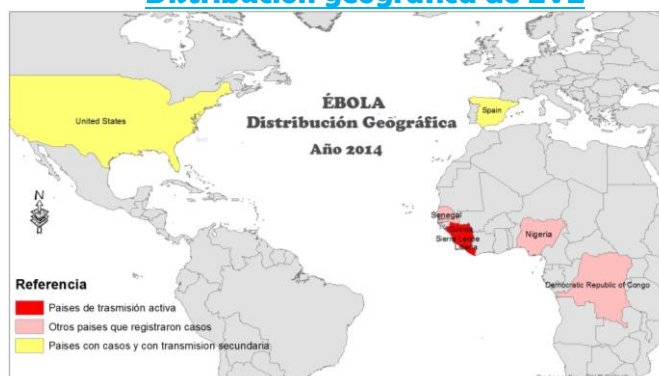 Distribución geográfica de EVE
ÉBOLA
Distribución Geográfica
Año 2014
United States
Spain
N
Senegal
Guinea
Sierra Leone
Liberia
Nigeria
Democratic Republic of Congo
Referencia
Paises de trasmisión activa
Otros paises que registraron casos
Paises con casos y con transmision secundaria